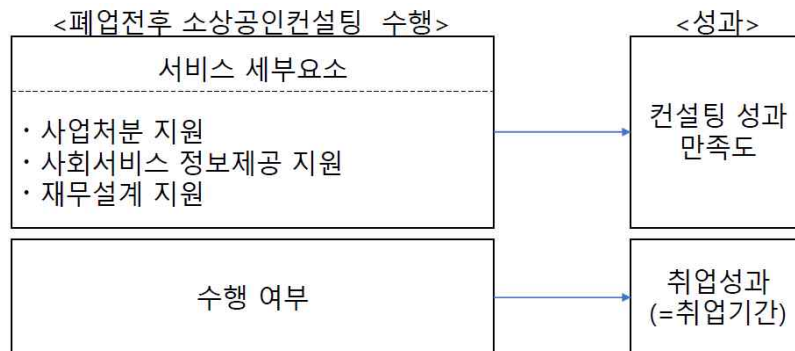 <폐업전후 소상공인컨설팅 수행>
<성과>
서비스 세부요소
· 사업처분 지원
· 사회서비스 정보제공 지원
· 재무설계 지원
컨설팅 성과
만족도
수행 여부
취업성과
(=취업기간)